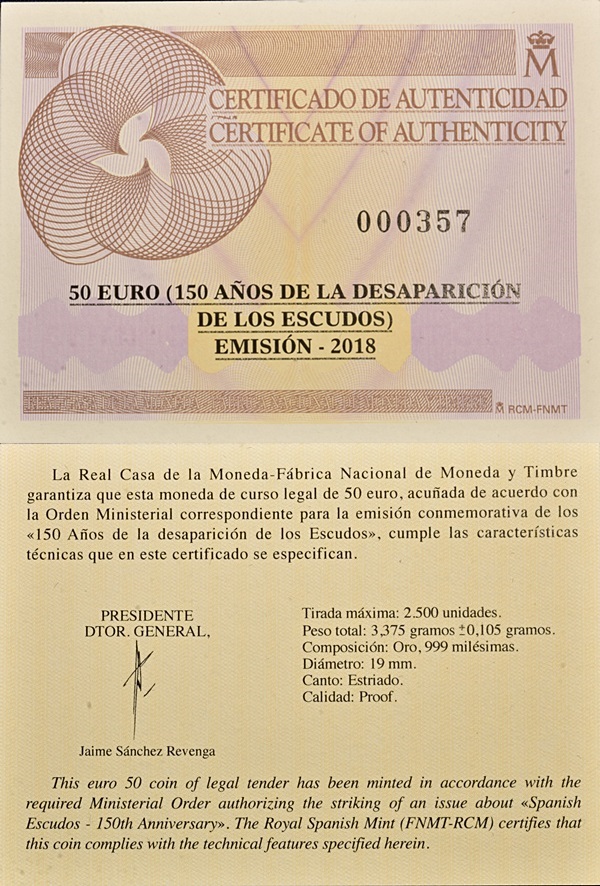 M
CERTIFICADO DE AUTENTICIDAD
CERTIFICATE OF AUTHENTICITY
000357
50 EURO (150 AÑOS DE LA DESAPARICIÓN
DE LOS ESCUDOS)
EMISIÓN - 2018
RCM-FNMT
La Real Casa de la Moneda-Fábrica Nacional de Moneda y Timbre
garantiza que esta moneda de curso legal de 50 euro, acuñada de acuerdo con
la Orden Ministerial correspondiente para la emisión conmemorativa de los
«150 Años de la desaparición de los Escudos», cumple las características
técnicas que en este certificado se especifican.
PRESIDENTE
DTOR. GENERAL,
Jaime Sánchez Revenga
Tirada máxima: 2.500 unidades.
Peso total: 3,375 gramos ±0,105 gramos.
Composición: Oro, 999 milésimas.
Diámetro: 19 mm.
Canto: Estriado.
Calidad: Proof.
This euro 50 coin of legal tender has been minted in accordance with the
required Ministerial Order authorizing the striking of an issue about «Spanish
Escudos - 150th Anniversary». The Royal Spanish Mint (FNMT-RCM) certifies that
this coin complies with the technical features specified herein.